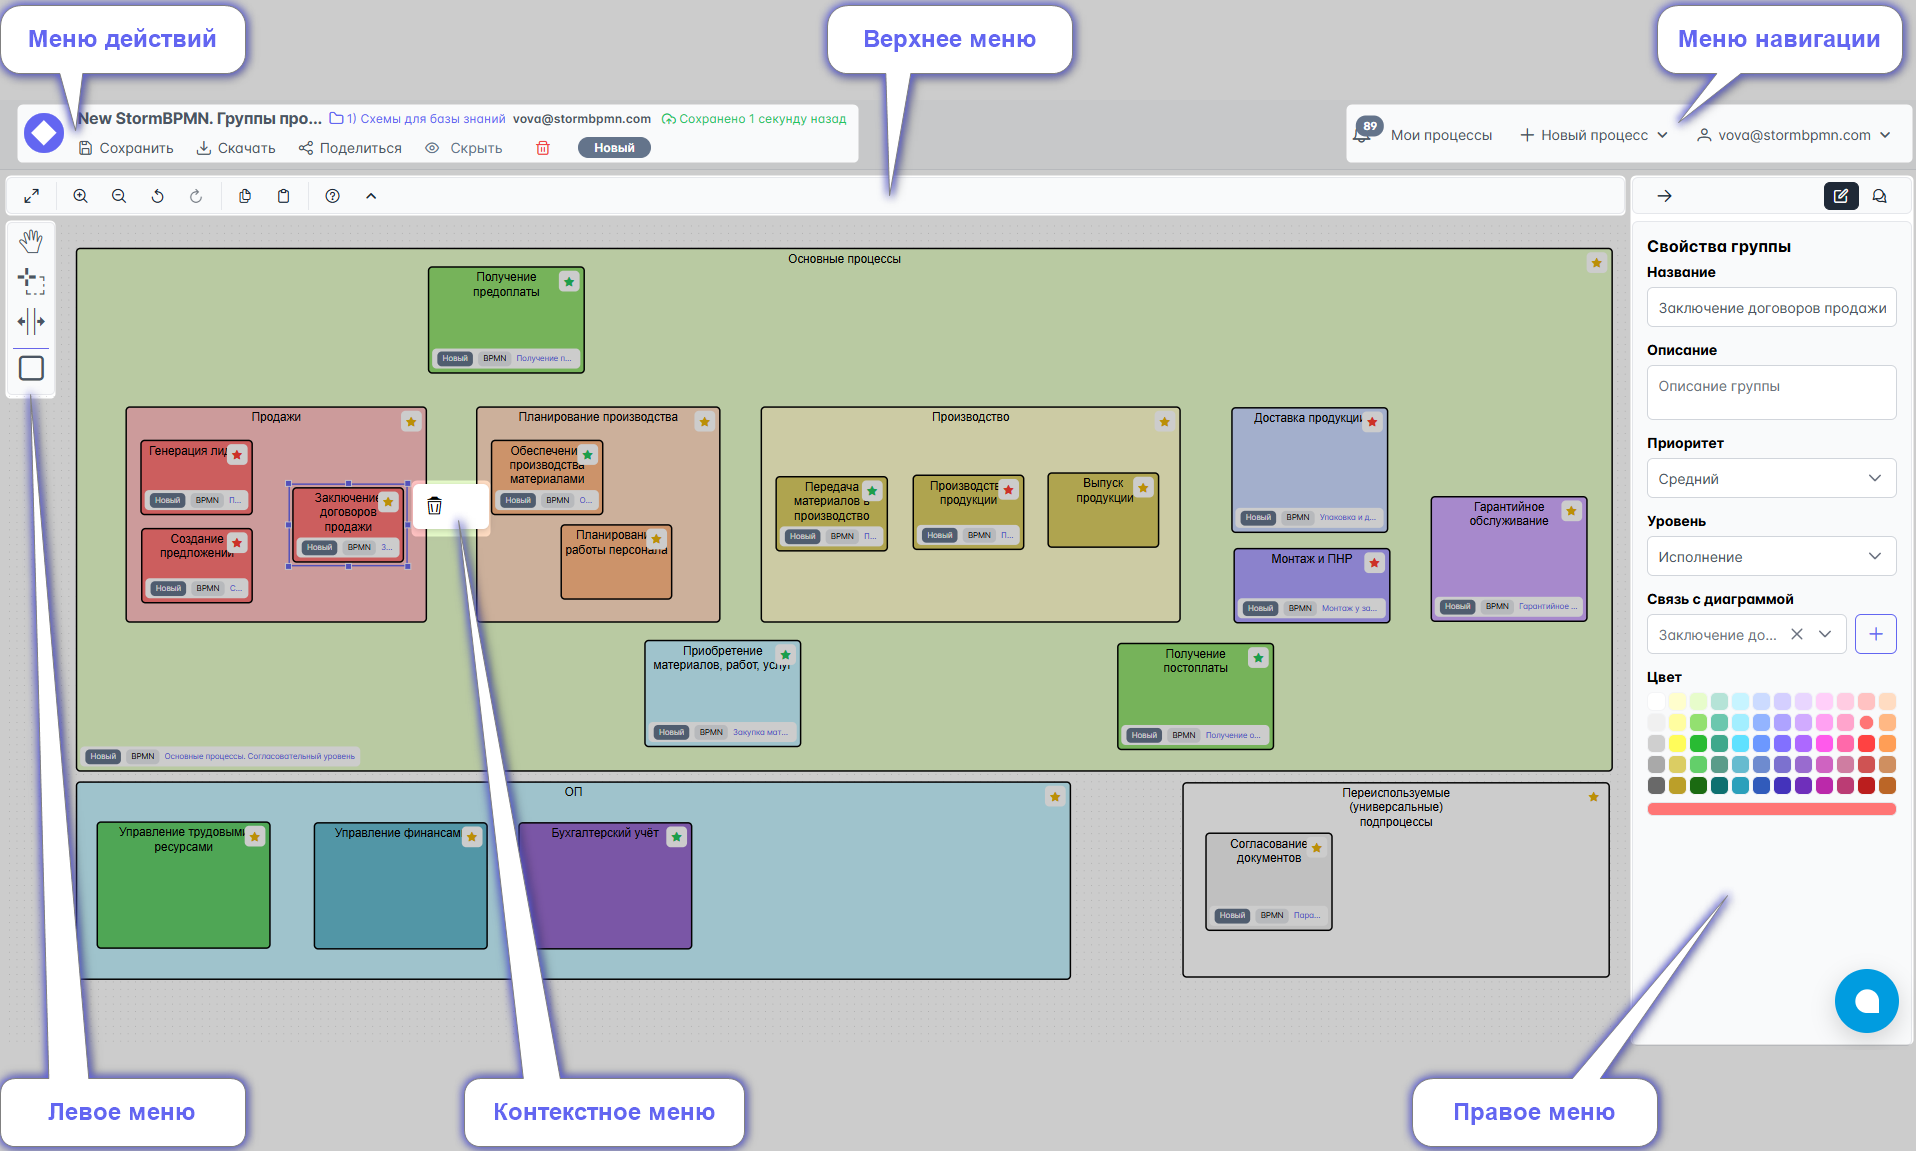 Меню действий
Верхнее меню
Меню навигации
New StormBPMN. Группы про...
1) Схемы для базы знаний
vova@stormbpmn.com
Сохранено 1 секунду назад
Сохранить
Скачать
Поделиться
Скрыть
Новый
89
Мои процессы
Новый процесс
vova@stormbpmn.com
Основные процессы
Получение
предоплаты
Новый BPMN Получение п...
Продажи
Генерация ли
Новый BPMN П...
Заключение
договоров
продажи
Новый BPMN З...
Создание
предложений
Новый BPMN С...
Планирование производства
Обеспечени
производства
материалами
Новый BPMN О...
Планирован
работы персонала
Производство
Передача
материалов в
производство
Новый BPMN П...
Производств
продукции
Новый BPMN П...
Выпуск
продукции
Доставка продукции
Новый BPMN Упаковка и д...
Монтаж и ПНР
Новый BPMN Монтаж у за...
Гарантийное
обслуживание
Новый BPMN Гарантийное ...
Приобретение
материалов, работ, услуг
Новый BPMN Закупка мат...
Получение
постоплаты
Новый BPMN Получение о...
Новый BPMN Основные процессы. Согласовательный уровень
ОП
Управление трудовыми
ресурсами
Управление финансам
Бухгалтерский учёт
Переиспользуемые
(универсальные)
подпроцессы
Согласование
документов
Новый BPMN Пара...
Свойства группы
Название
Заключение договоров продажи
Описание
Описание группы
Приоритет
Средний
Уровень
Исполнение
Связь с диаграммой
Заключение до...
Цвет
Левое меню
Контекстное меню
Правое меню